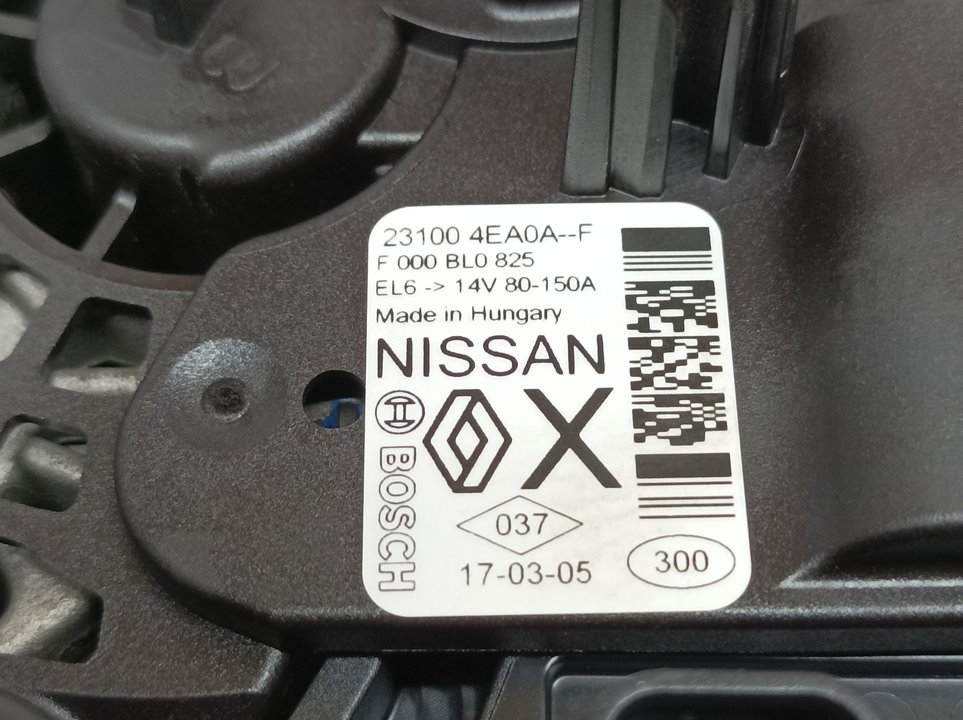 23100 4EA0A--F
F 000 BL0 825
EL6 -> 14V 80-150A
Made in Hungary
NISSAN
X
BOSCH
037
17-03-05
300
B